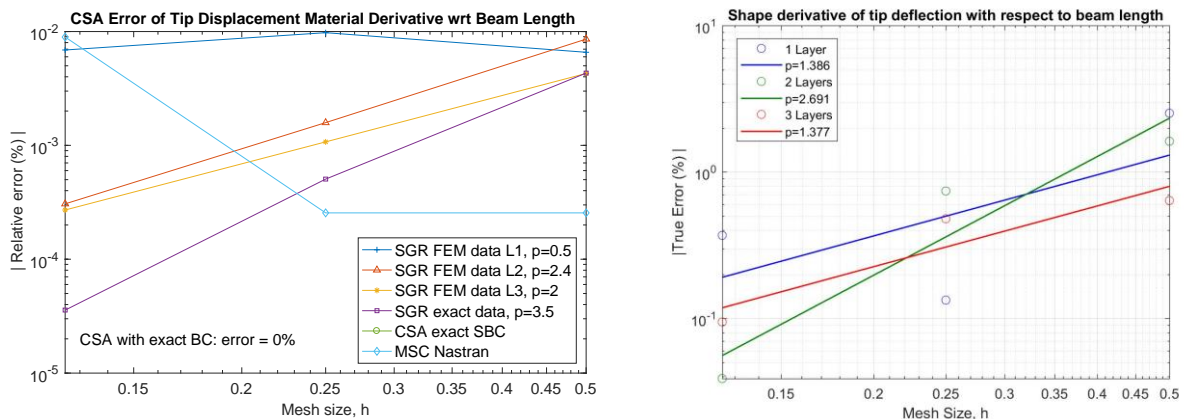 CSA Error of Tip Displacement Material Derivative wrt Beam Length
| Relative error (%) |
10^-2
10^-3
10^-4
10^-5
SGR FEM data L1, p=0.5
SGR FEM data L2, p=2.4
SGR FEM data L3, p=2
SGR exact data, p=3.5
CSA exact SBC
MSC Nastran
CSA with exact BC: error = 0%
0.15 0.2 0.25 0.3 0.35 0.4 0.45 0.5
Mesh size, h
Shape derivative of tip deflection with respect to beam length
|True Error (%) |
10^1
10^0
10^-1
1 Layer
p=1.386
2 Layers
p=2.691
3 Layers
p=1.377
0.15 0.2 0.25 0.3 0.35 0.4 0.45 0.5
Mesh Size, h